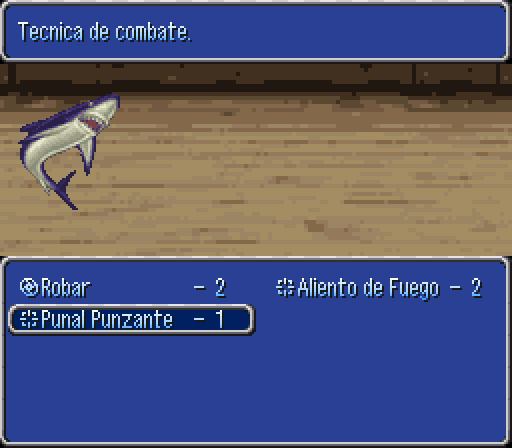 Tecnica de combate.
Robar - 2 Aliento de Fuego - 2
Punal Punzante - 1